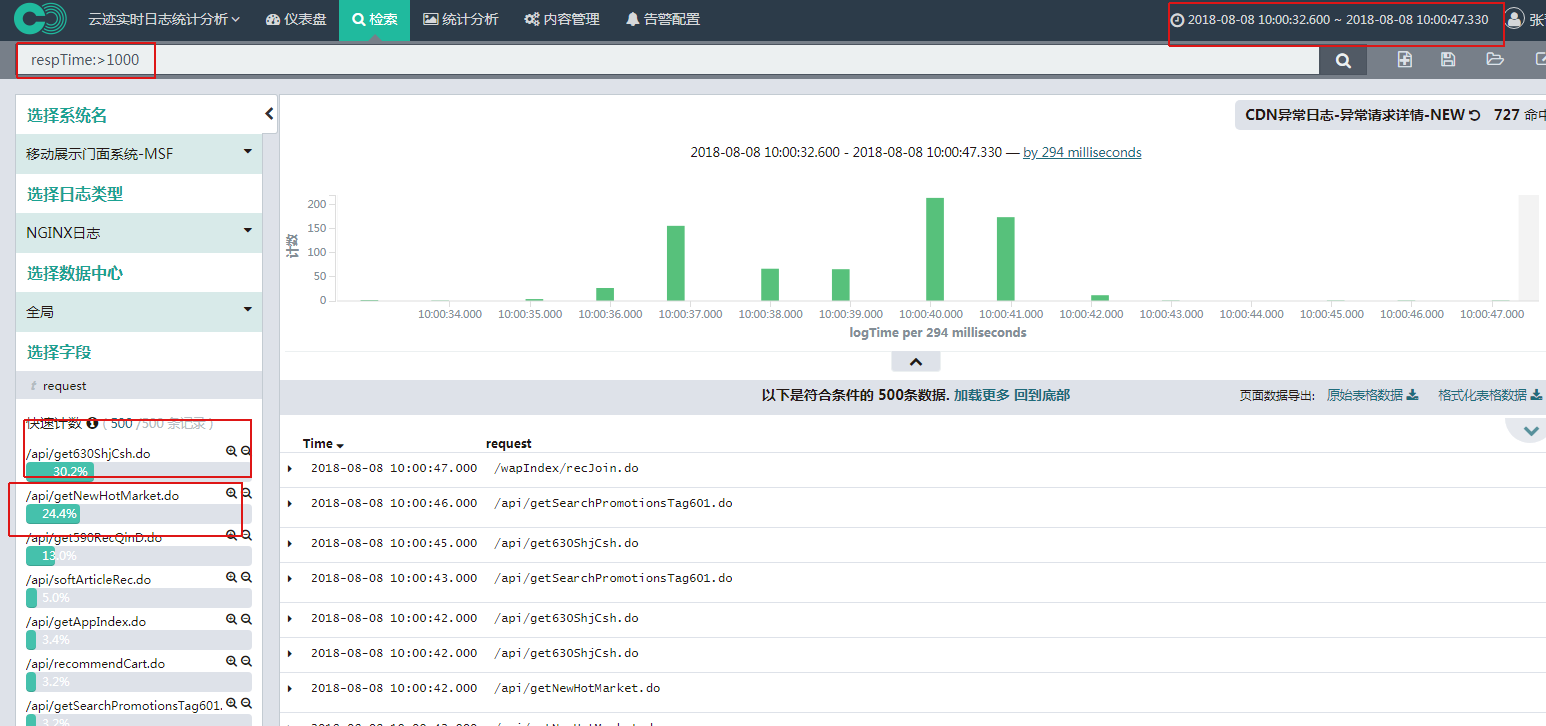 云迹实时日志统计分析 仪表盘 检索 统计分析 内容管理 告警配置 2018-08-08 10:00:32.600 ~ 2018-08-08 10:00:47.330
respTime:>1000
选择系统名
移动展示门面系统-MSF
选择日志类型
NGINX日志
选择数据中心
全局
选择字段
t request
快速计数 ( 500 /500 条记录 )
/api/get630ShjCsh.do
30.2%
/api/getNewHotMarket.do
24.4%
/api/get590RecQinD.do
13.0%
/api/softArticleRec.do
5.0%
/api/getAppIndex.do
3.4%
/api/recommendCart.do
3.2%
/api/getSearchPromotionsTag601.
3.2%
CDN异常日志-异常请求详情-NEW 727 命中
2018-08-08 10:00:32.600 - 2018-08-08 10:00:47.330 — by 294 milliseconds
计数
200
150
100
50
0
10:00:34.000 10:00:35.000 10:00:36.000 10:00:37.000 10:00:38.000 10:00:39.000 10:00:40.000 10:00:41.000 10:00:42.000 10:00:43.000 10:00:44.000 10:00:45.000 10:00:46.000 10:00:47.000
logTime per 294 milliseconds
以下是符合条件的 500条数据. 加载更多 回到底部 页面数据导出: 原始表格数据 格式化表格数据
Time request
2018-08-08 10:00:47.000 /wapIndex/recJoin.do
2018-08-08 10:00:46.000 /api/getSearchPromotionsTag601.do
2018-08-08 10:00:45.000 /api/get630ShjCsh.do
2018-08-08 10:00:43.000 /api/getSearchPromotionsTag601.do
2018-08-08 10:00:42.000 /api/get630ShjCsh.do
2018-08-08 10:00:42.000 /api/get630ShjCsh.do
2018-08-08 10:00:42.000 /api/getNewHotMarket.do